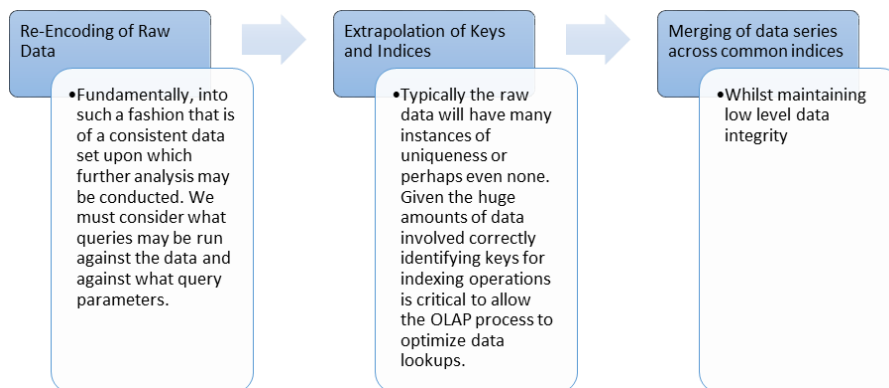 Re-Encoding of Raw
Data
•Fundamentally, into
such a fashion that is
of a consistent data
set upon which
further analysis may
be conducted. We
must consider what
queries may be run
against the data and
against what query
parameters.
Extrapolation of Keys
and Indices
•Typically the raw
data will have many
instances of
uniqueness or
perhaps even none.
Given the huge
amounts of data
involved correctly
identifying keys for
indexing operations
is critical to allow
the OLAP process to
optimize data
lookups.
Merging of data series
across common indices
•Whilst maintaining
low level data
integrity